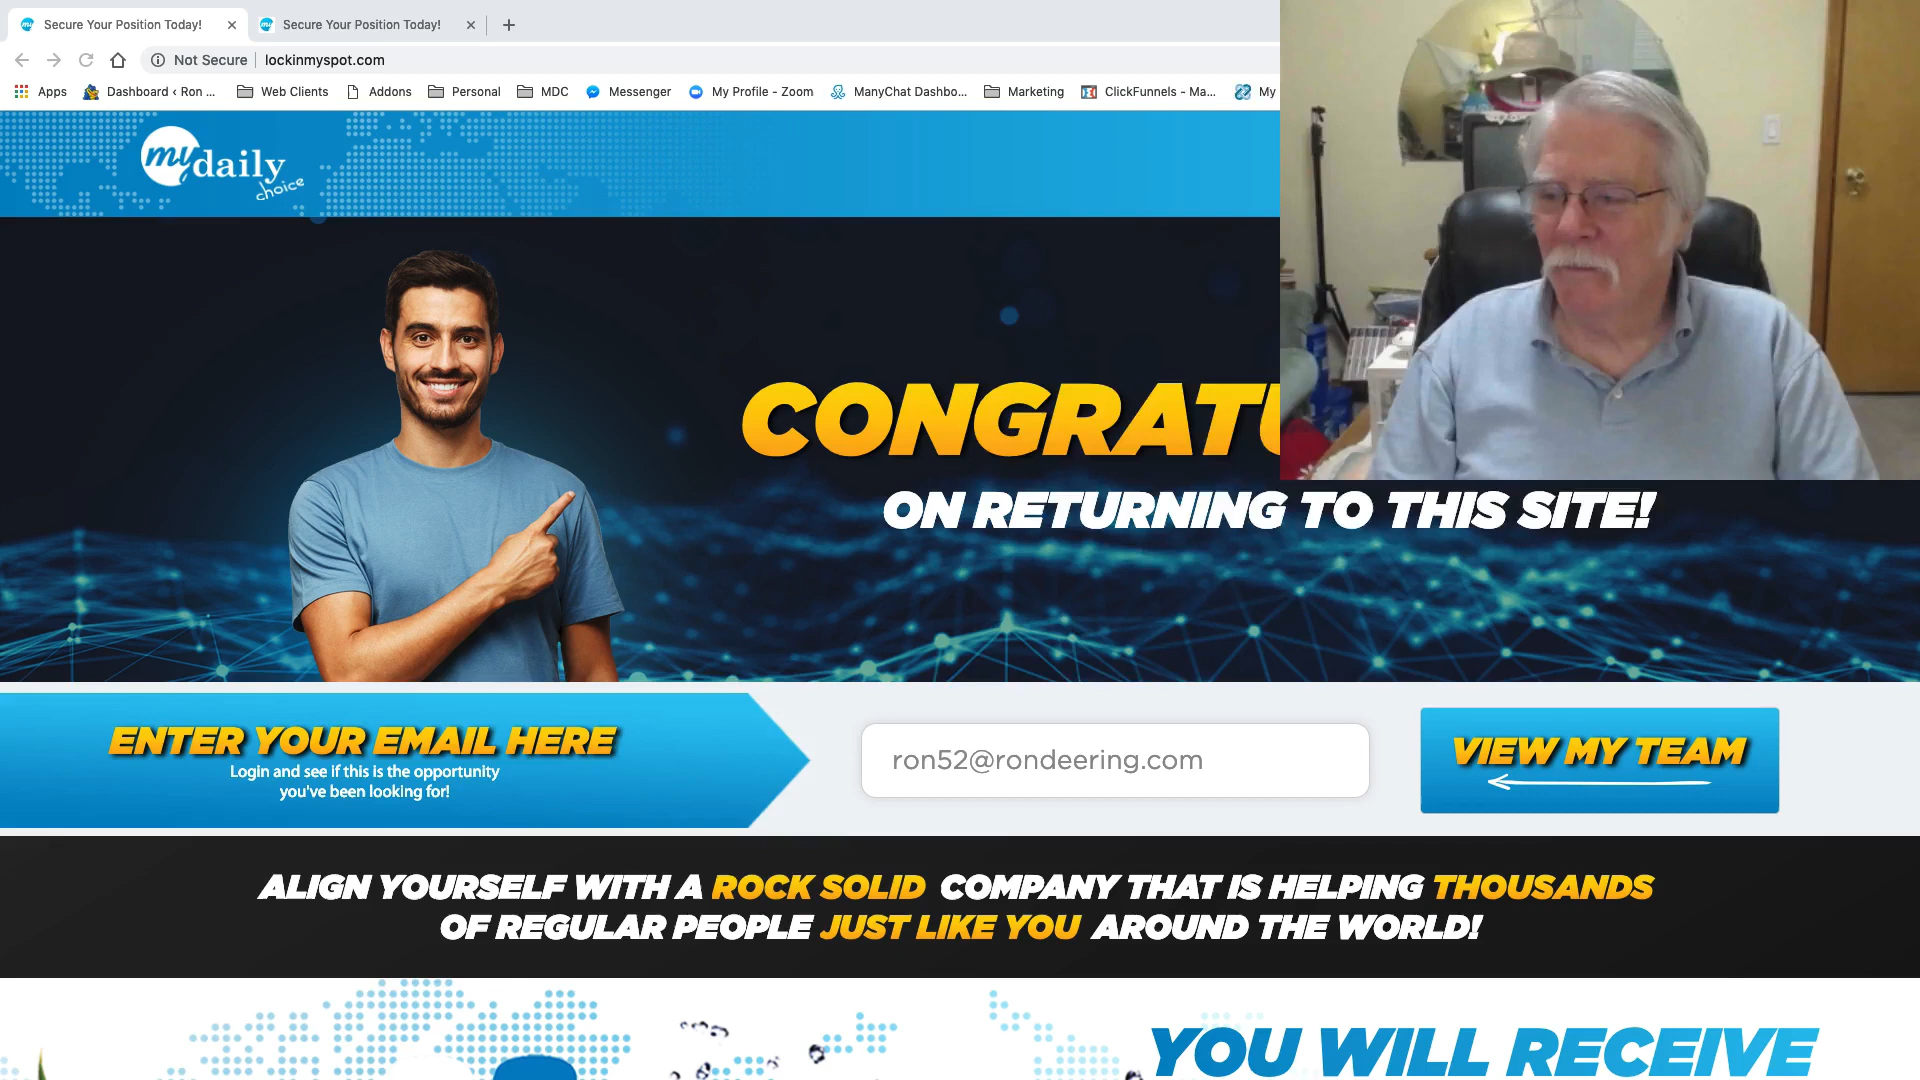 Secure Your Position Today!
Secure Your Position Today!
Not Secure
lockinmyspot.com
Apps
Dashboard ‹ Ron ...
Web Clients
Addons
Personal
MDC
Messenger
My Profile - Zoom
ManyChat Dashbo...
Marketing
ClickFunnels - Ma...
My
my daily
choice
CONGRATU
ON RETURNING TO THIS SITE!
ENTER YOUR EMAIL HERE
Login and see if this is the opportunity
you've been looking for!
ron52@rondeering.com
VIEW MY TEAM
ALIGN YOURSELF WITH A ROCK SOLID COMPANY THAT IS HELPING THOUSANDS
OF REGULAR PEOPLE JUST LIKE YOU AROUND THE WORLD!
YOU WILL RECEIVE